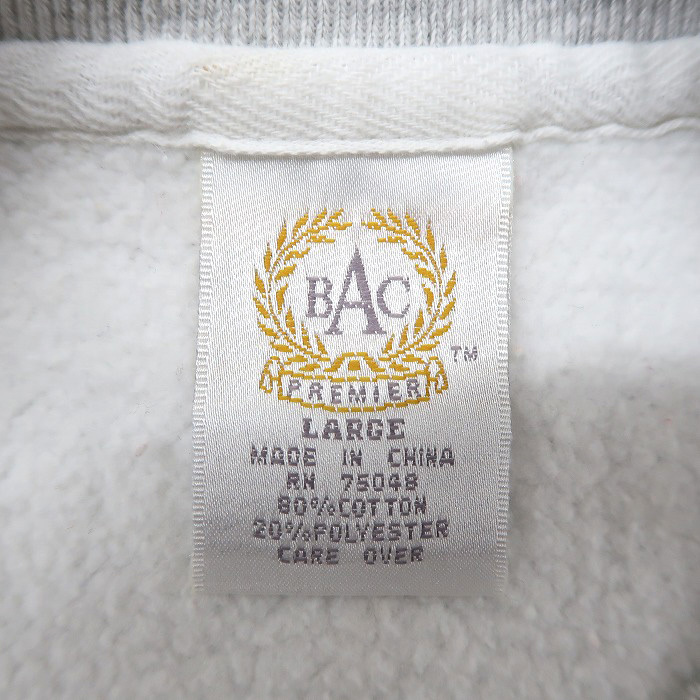 BAC
TM
PREMIER
LARGE
MADE IN CHINA
RN 75048
80%COTTON
20%POLYESTER
CARE OVER